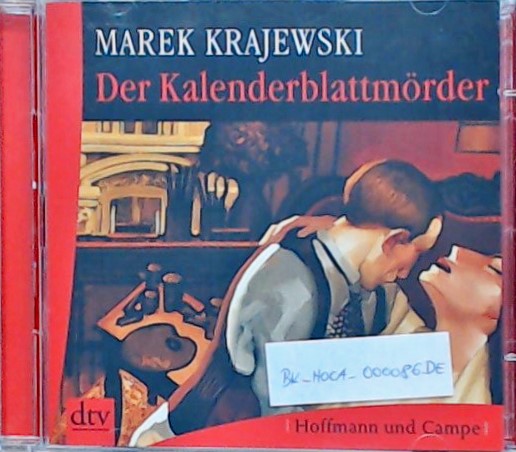 MAREK KRAJEWSKI
Der Kalenderblattmörder
BK_HOCA_000086.DE
dtv
Hoffmann und Campe